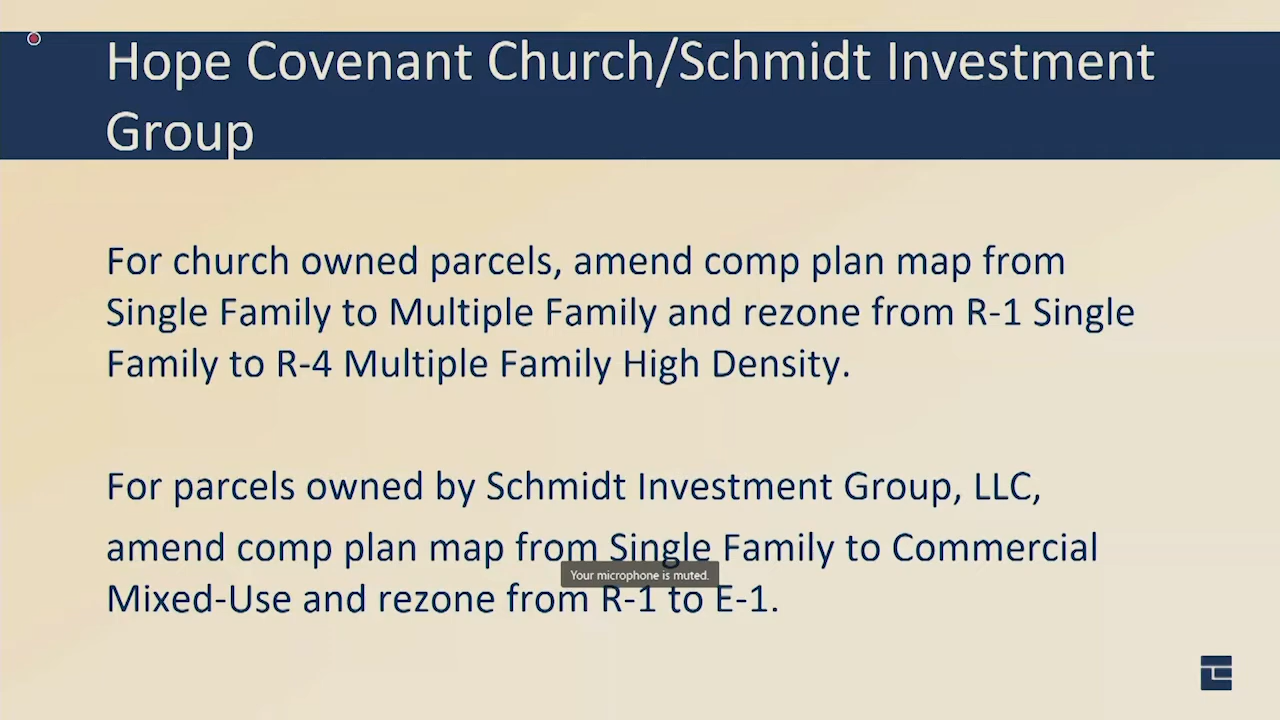 Hope Covenant Church/Schmidt Investment
Group
For church owned parcels, amend comp plan map from
Single Family to Multiple Family and rezone from R-1 Single
Family to R-4 Multiple Family High Density.
For parcels owned by Schmidt Investment Group, LLC,
amend comp plan map from Single Family to Commercial
Your microphone is muted.
Mixed-Use and rezone from R-1 to E-1.